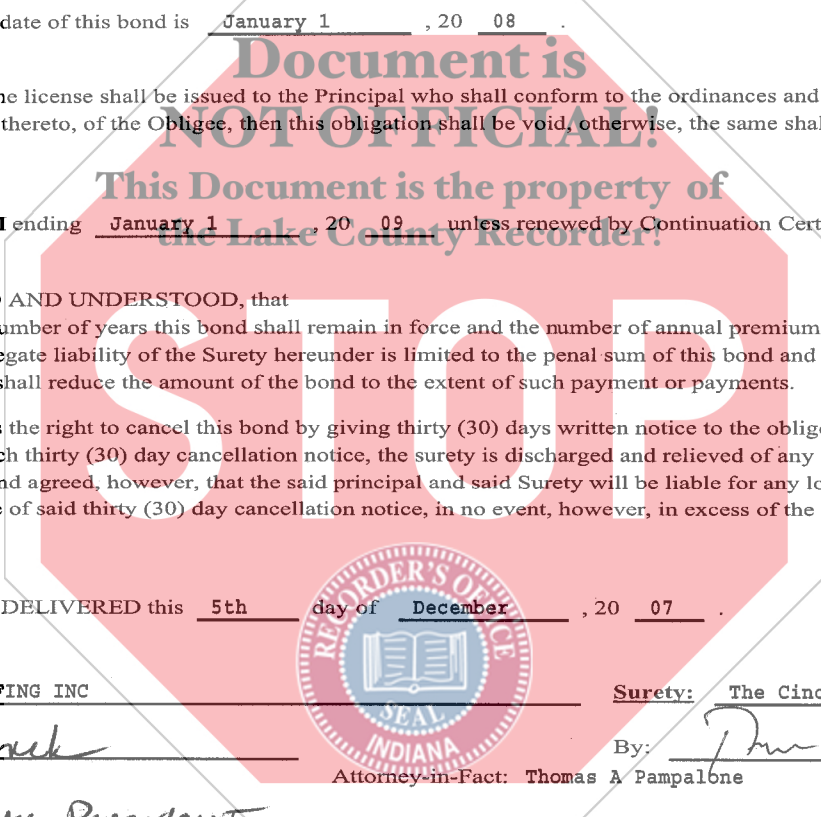 date of this bond is January 1 , 20 08 .
Document is
ne license shall be issued to the Principal who shall conform to the ordinances and
thereto, of the Obligee, then this obligation shall be void, otherwise, the same shal
NOT OFFICIAL!
This Document is the property of
ending January 1 , 20 09 unless renewed by Continuation Cert
the Lake County Recorder!
AND UNDERSTOOD, that
umber of years this bond shall remain in force and the number of annual premium
egate liability of the Surety hereunder is limited to the penal sum of this bond and
shall reduce the amount of the bond to the extent of such payment or payments.
STOP
s the right to cancel this bond by giving thirty (30) days written notice to the oblig
ch thirty (30) day cancellation notice, the surety is discharged and relieved of any
nd agreed, however, that the said principal and said Surety will be liable for any lo
e of said thirty (30) day cancellation notice, in no event, however, in excess of the
RECORDER'S OFFICE
DELIVERED this 5th day of December , 20 07 .
FING INC
Surety: The Cinc
SEAL
INDIANA
By:
Attorney-in-Fact: Thomas A Pampalone
President